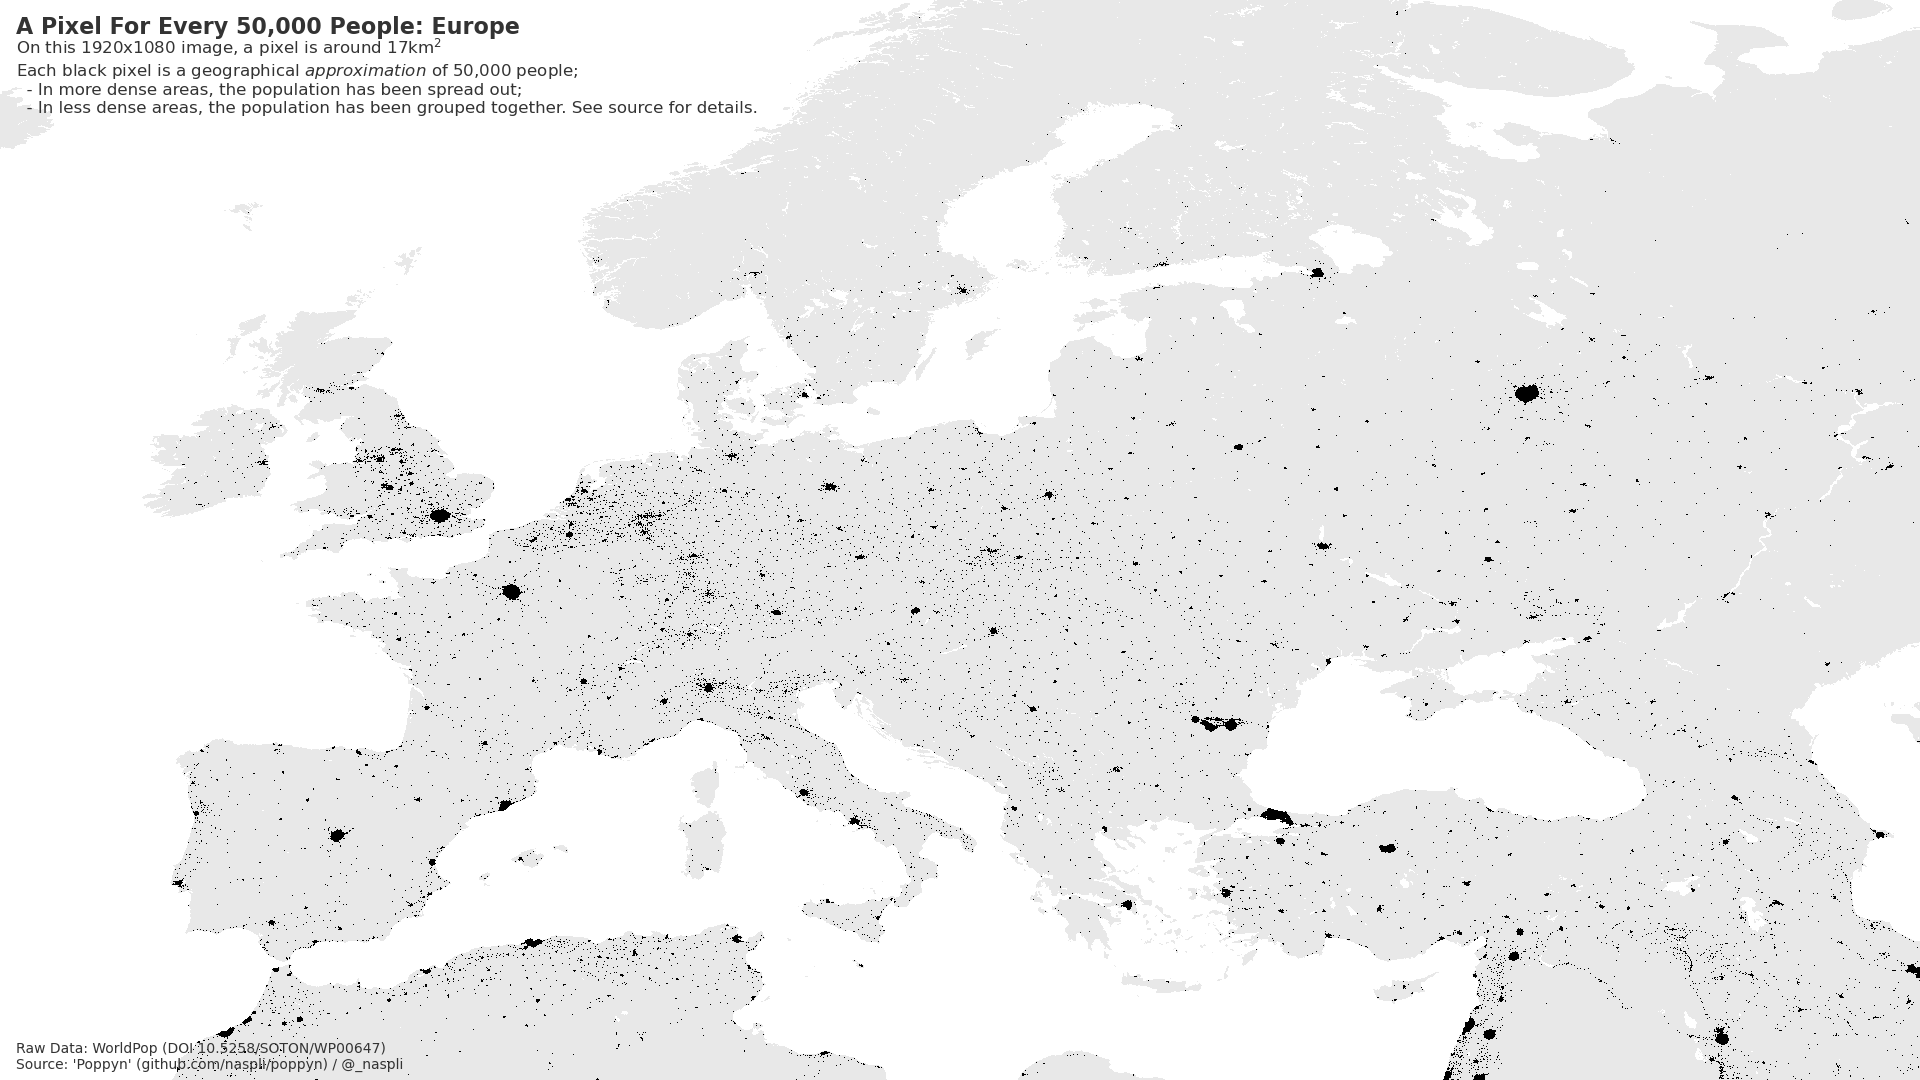 A Pixel For Every 50,000 People: Europe
On this 1920x1080 image, a pixel is around 17km²
Each black pixel is a geographical approximation of 50,000 people;
- In more dense areas, the population has been spread out;
- In less dense areas, the population has been grouped together. See source for details.
Raw Data: WorldPop (DOI 10.5258/SOTON/WP00647)
Source: 'Poppyn' (github.com/naspli/poppyn) / @_naspli